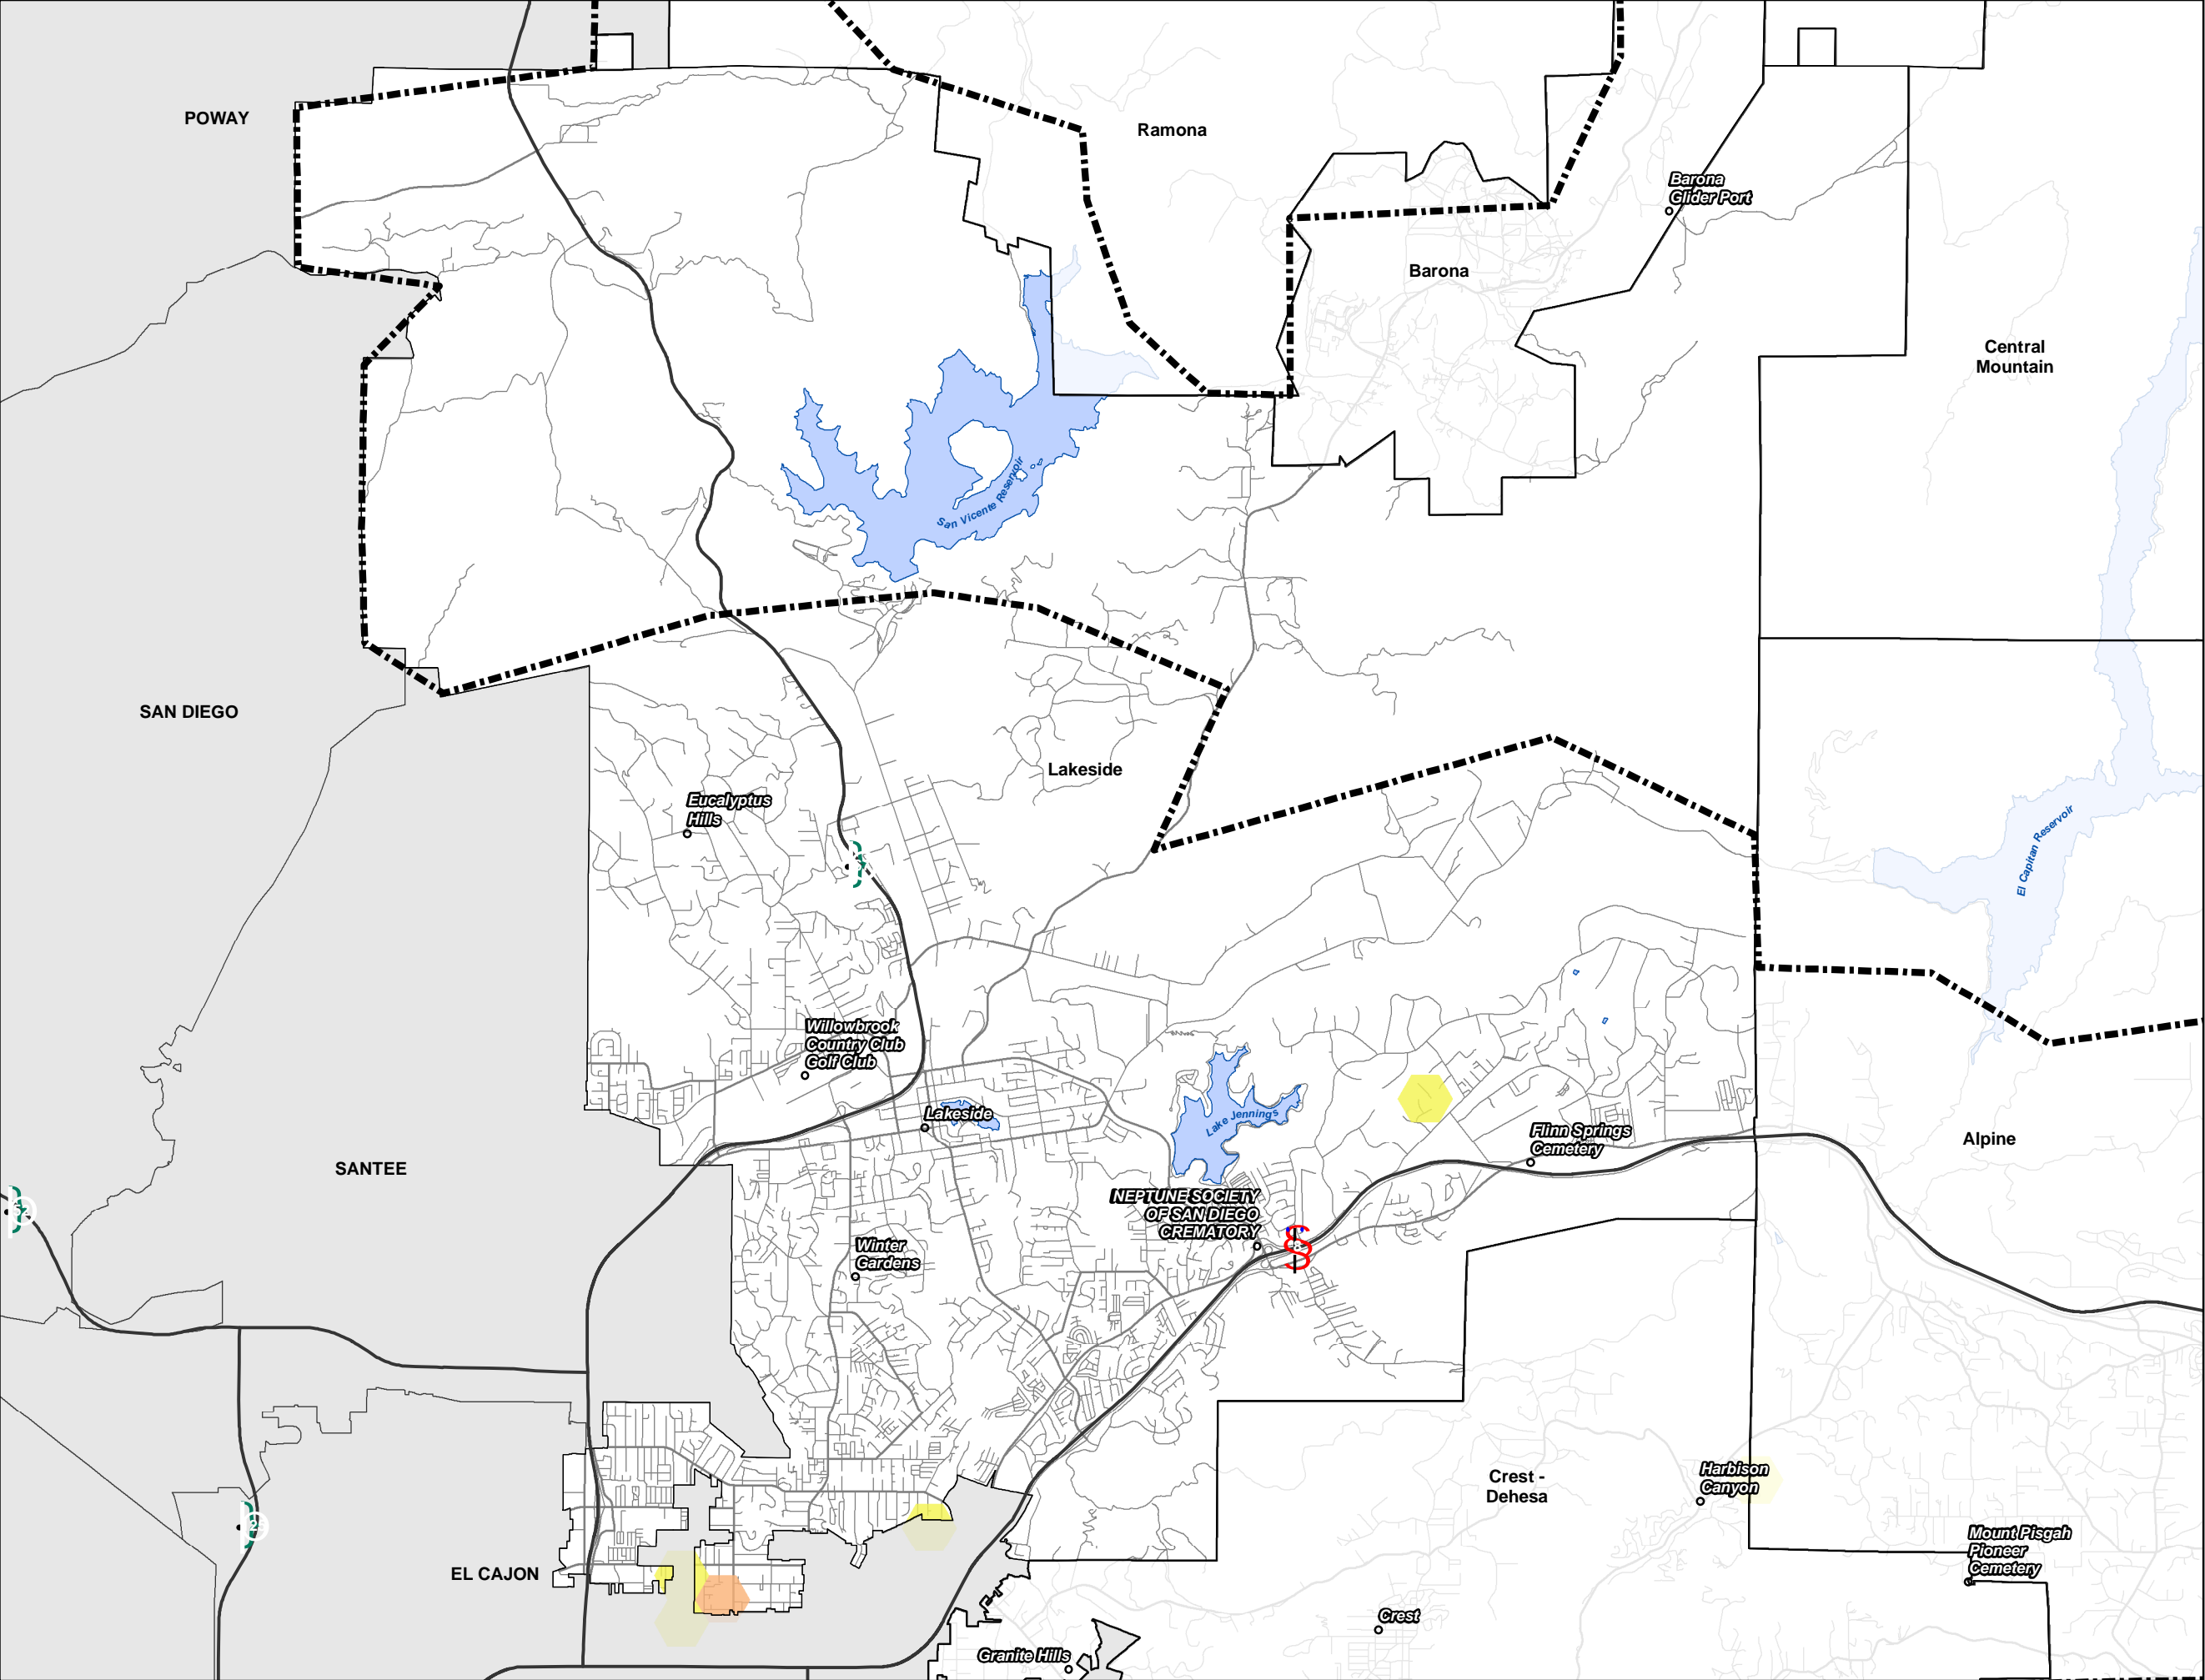 POWAY
Ramona
Barona
Glider Port
Barona
Central
Mountain
San Vicente Reservoir
SAN DIEGO
Lakeside
Eucalyptus
Hills
El Capitan Reservoir
Willowbrook
Country Club
Golf Club
Lakeside
Lake Jennings
Flinn Springs
Cemetery
Alpine
SANTEE
NEPTUNE SOCIETY
OF SAN DIEGO
CREMATORY
Winter
Gardens
Crest -
Dehesa
Harbison
Canyon
Mount Pisgah
Pioneer
Cemetery
EL CAJON
Crest
Granite Hills